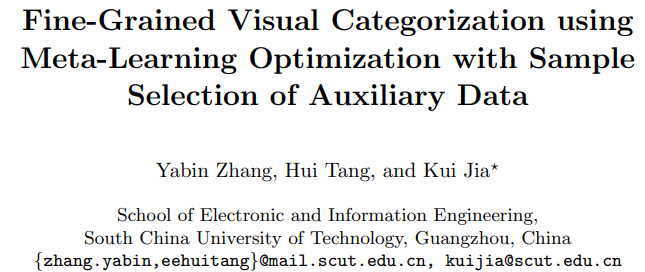 Fine-Grained Visual Categorization using
Meta-Learning Optimization with Sample
Selection of Auxiliary Data
Yabin Zhang, Hui Tang, and Kui Jia⋆
School of Electronic and Information Engineering,
South China University of Technology, Guangzhou, China
{zhang.yabin,eehuitang}@mail.scut.edu.cn, kuijia@scut.edu.cn